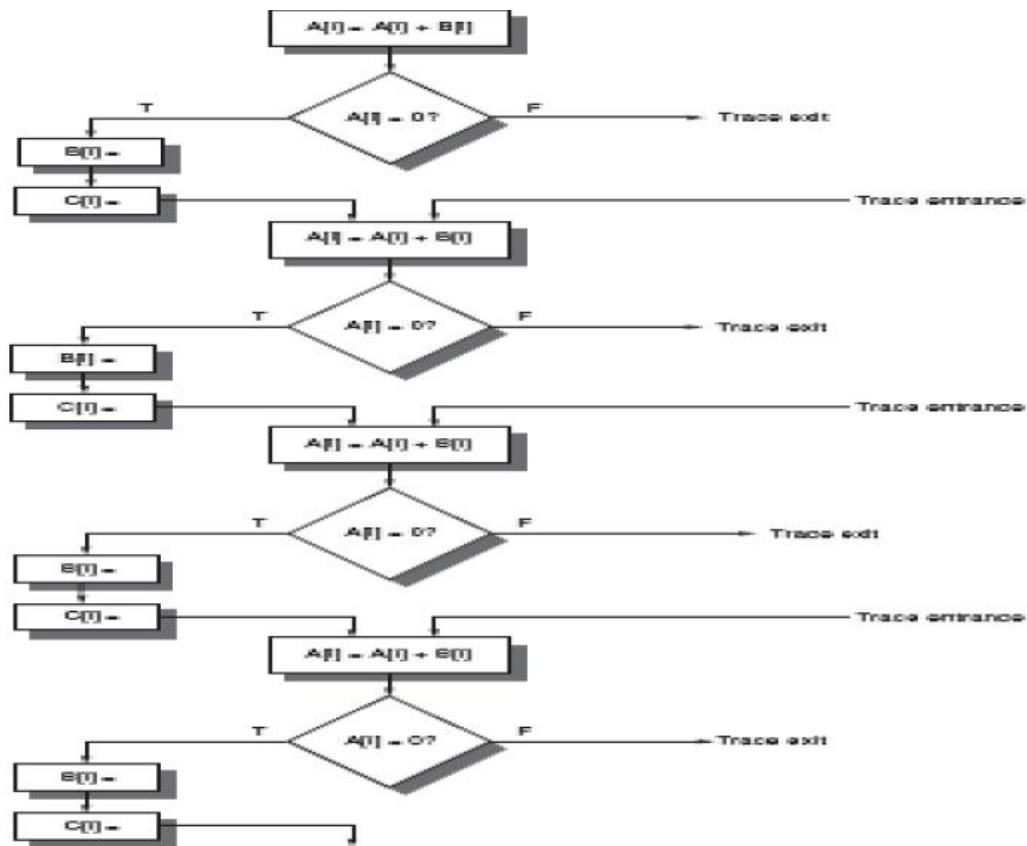 A[i] = A[i] + B[i]
T
A[i] = 0?
F
Trace exit
B[i] =
C[i] =
Trace entrance
A[i] = A[i] + B[i]
T
A[i] = 0?
F
Trace exit
B[i] =
C[i] =
Trace entrance
A[i] = A[i] + B[i]
T
A[i] = 0?
F
Trace exit
B[i] =
C[i] =
Trace entrance
A[i] = A[i] + B[i]
T
A[i] = 0?
F
Trace exit
B[i] =
C[i] =